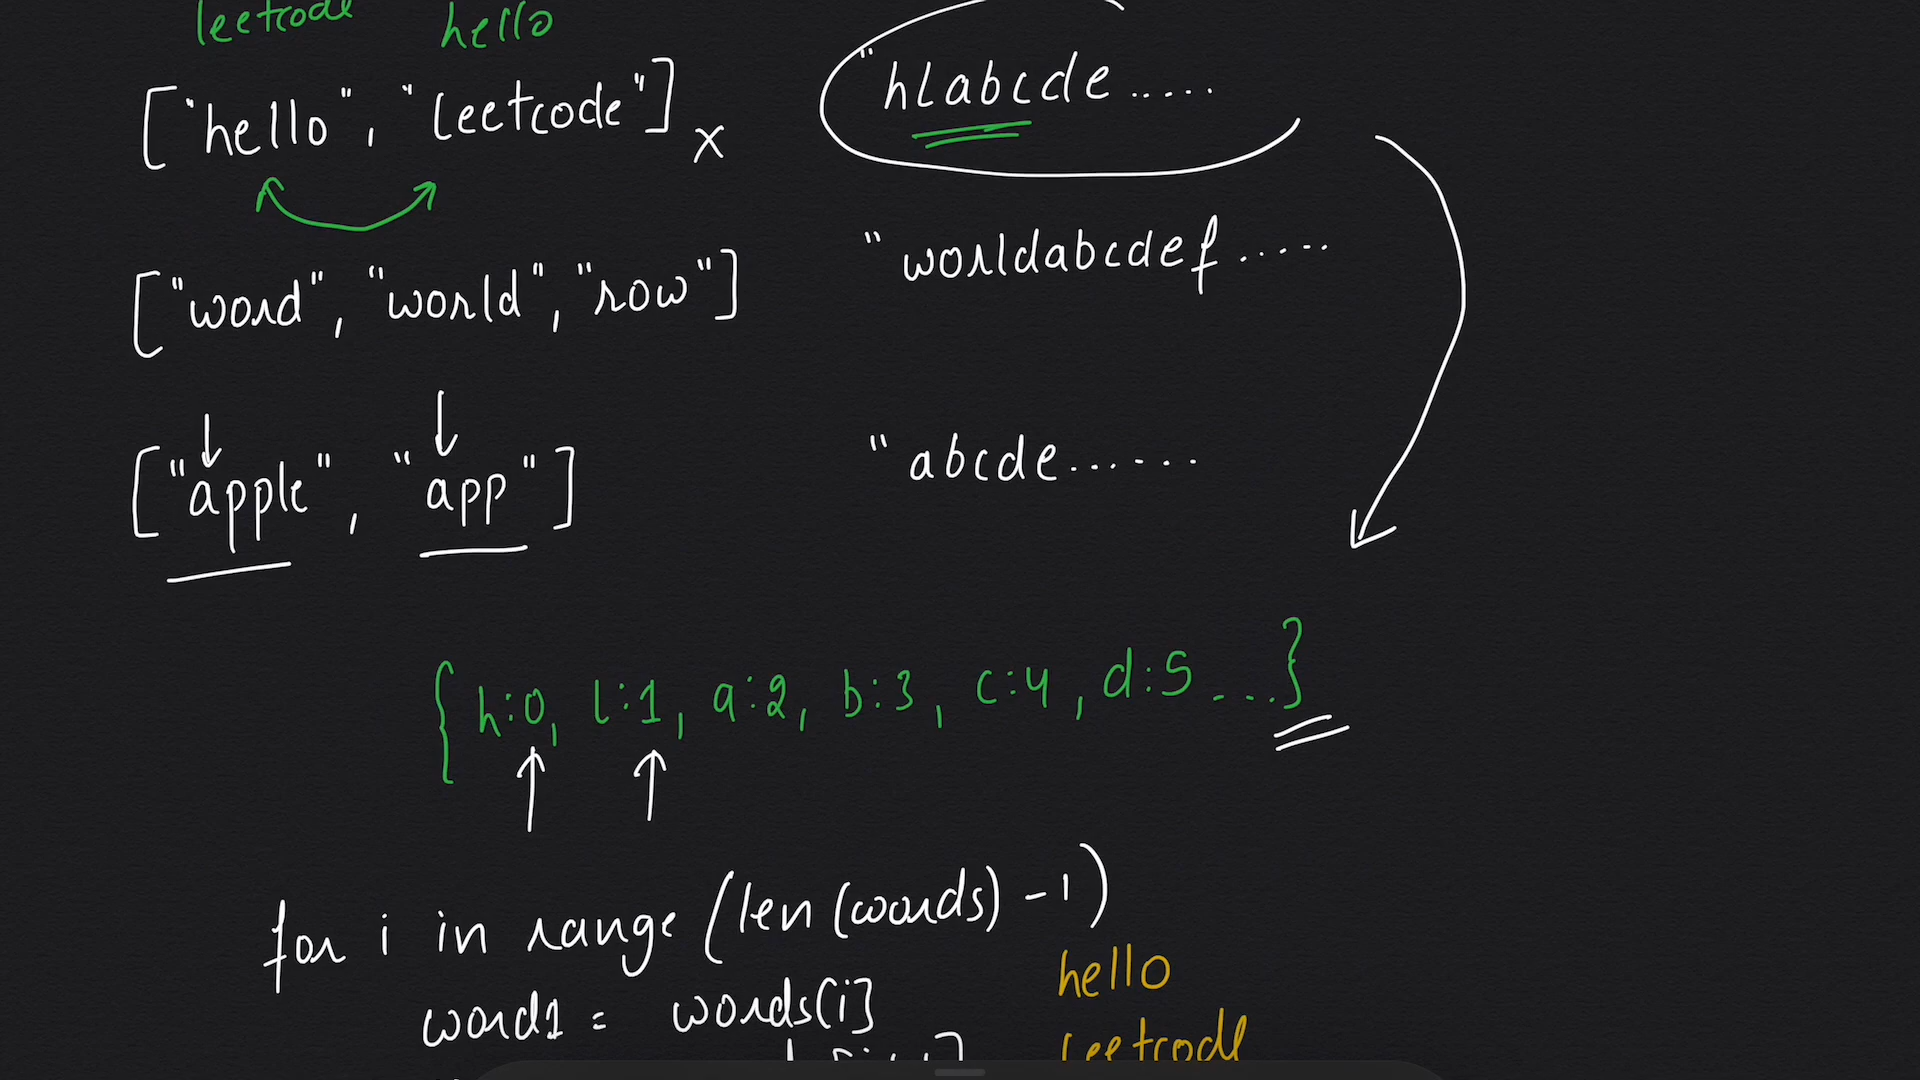 leetcode hello
["hello", "leetcode"] x "hlabcde.....
["word", "world", "row"] "worldabcdef.....
["apple", "app"] "abcde......
{h:0, l:1, a:2, b:3, c:4, d:5 ...}
for i in range (len (words) -1)
hello
word1 = words[i]
leetcode